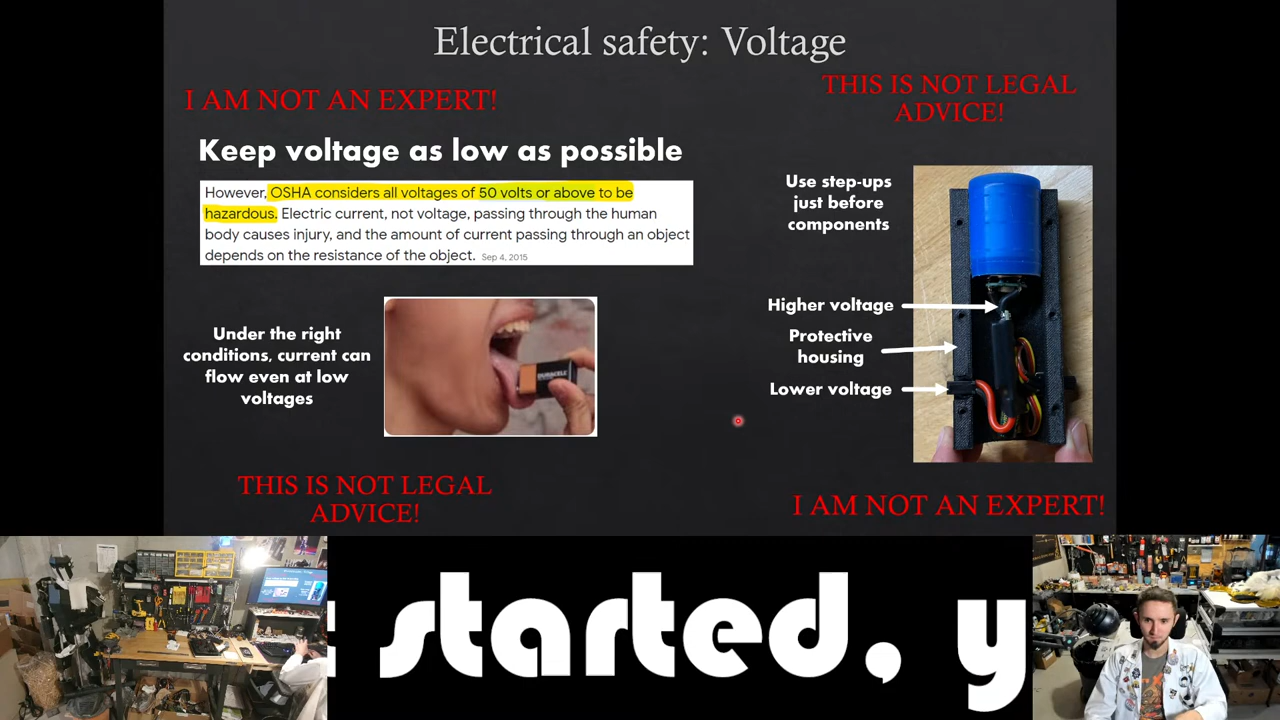 Electrical safety: Voltage
I AM NOT AN EXPERT!
THIS IS NOT LEGAL
ADVICE!
Keep voltage as low as possible
However, OSHA considers all voltages of 50 volts or above to be
hazardous. Electric current, not voltage, passing through the human
body causes injury, and the amount of current passing through an object
depends on the resistance of the object. Sep 4, 2015
Use step-ups
just before
components
Higher voltage
Protective
housing
Lower voltage
Under the right
conditions, current can
flow even at low
voltages
DURACELL
THIS IS NOT LEGAL
ADVICE!
I AM NOT AN EXPERT!
started, y